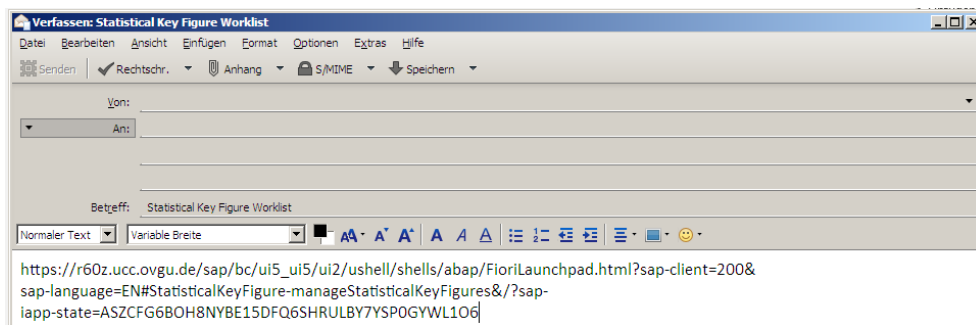 Verfassen: Statistical Key Figure Worklist
Datei Bearbeiten Ansicht Einfügen Format Optionen Extras Hilfe
Senden Rechtschr. Anhang S/MIME Speichern
Von:
An:
Betreff: Statistical Key Figure Worklist
Normaler Text Variable Breite
https://r60z.ucc.ovgu.de/sap/bc/ui5_ui5/ui2/ushell/shells/abap/FioriLaunchpad.html?sap-client=200&
sap-language=EN#StatisticalKeyFigure-manageStatisticalKeyFigures&/?sap-
iapp-state=ASZCFG6BOH8NYBE15DFQ6SHRULBY7YSP0GYWL1O6